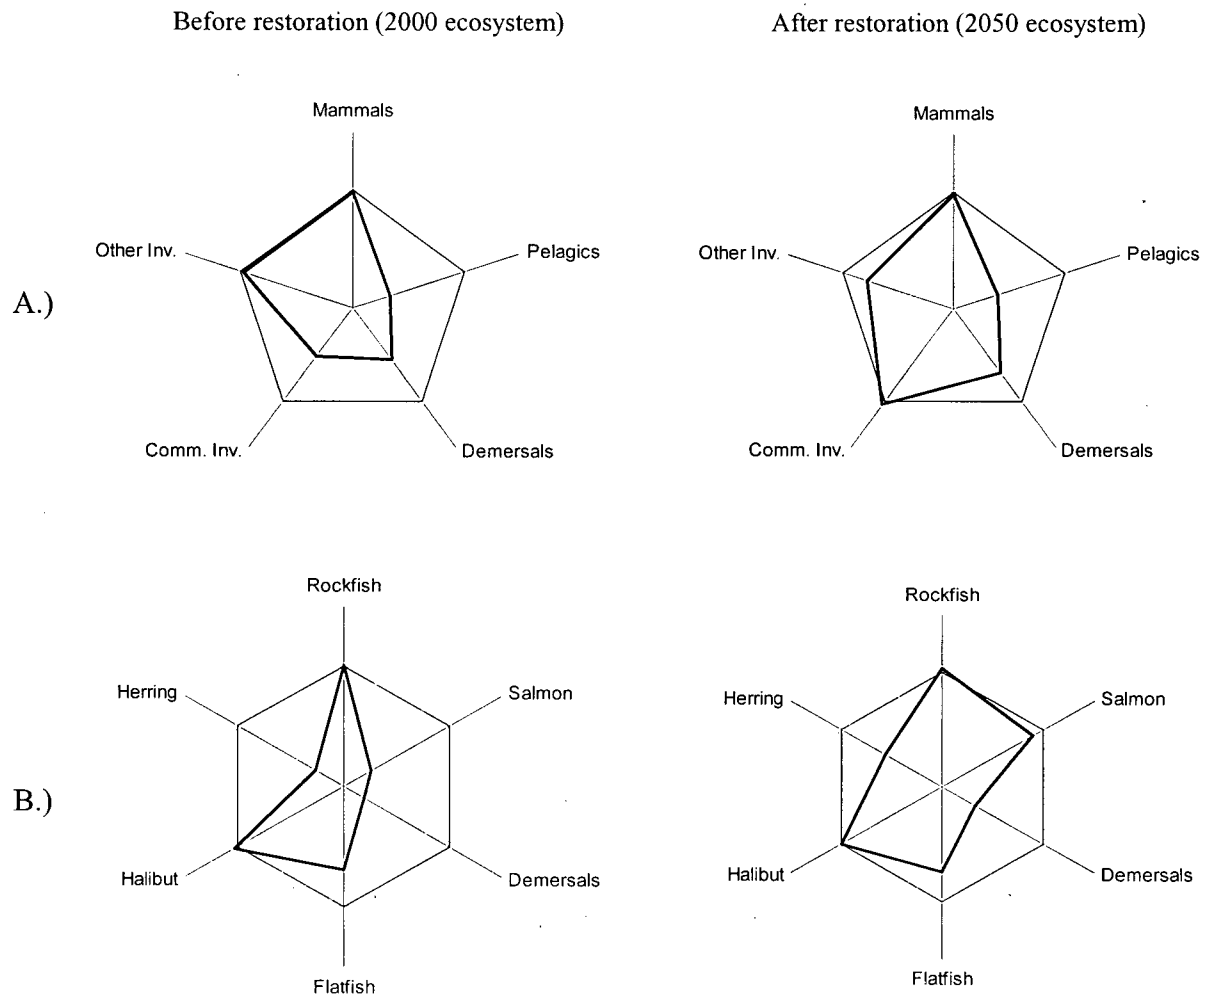 Before restoration (2000 ecosystem)
After restoration (2050 ecosystem)
A.)
Mammals
Other Inv.
Pelagics
Comm. Inv.
Demersals
Mammals
Other Inv.
Pelagics
Comm. Inv.
Demersals
B.)
Rockfish
Herring
Salmon
Halibut
Demersals
Flatfish
Rockfish
Herring
Salmon
Halibut
Demersals
Flatfish